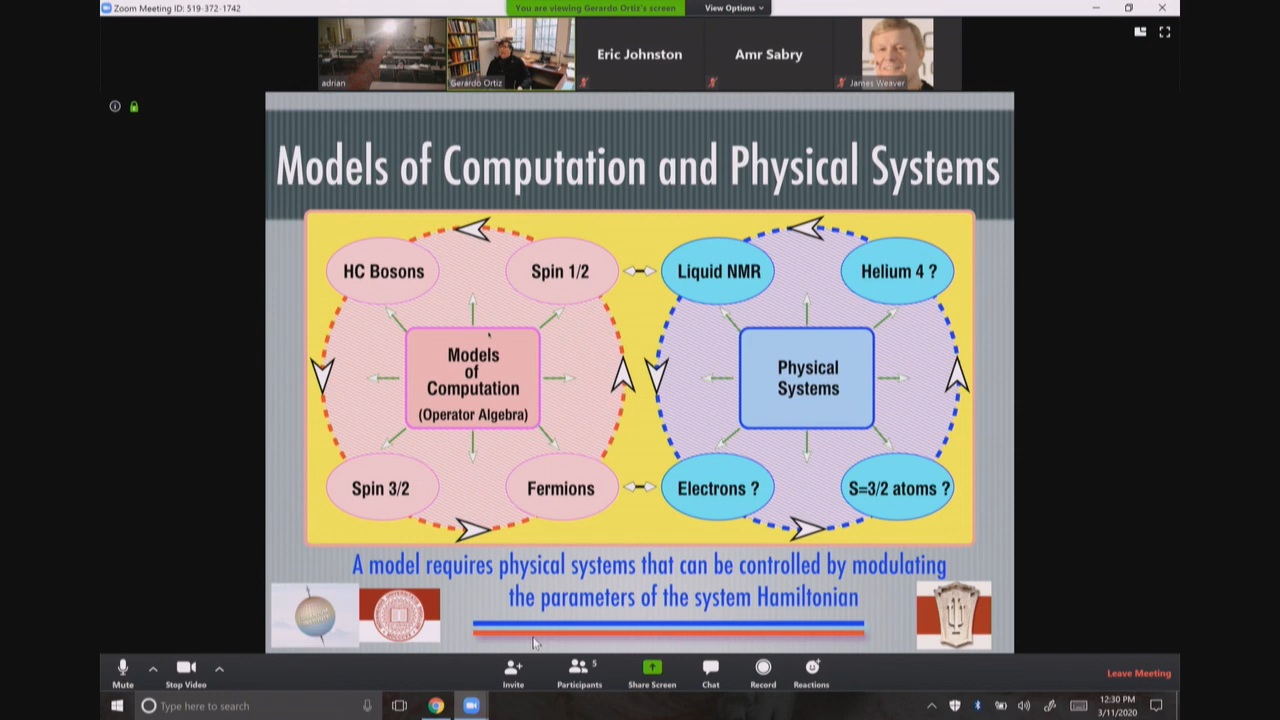 Zoom Meeting ID: 519-372-1742
You are viewing Gerardo Ortiz's screen
View Options
adrian
Gerardo Ortiz
Eric Johnston
Amr Sabry
James Weaver
Models of Computation and Physical Systems
HC Bosons
Spin 1/2
Liquid NMR
Helium 4 ?
Models
of
Computation
(Operator Algebra)
Physical
Systems
Spin 3/2
Fermions
Electrons ?
S=3/2 atoms ?
A model requires physical systems that can be controlled by modulating
the parameters of the system Hamiltonian
Mute
Stop Video
Invite
5
Participants
Share Screen
Chat
Record
Reactions
Leave Meeting
Type here to search
12:30 PM
3/11/2020